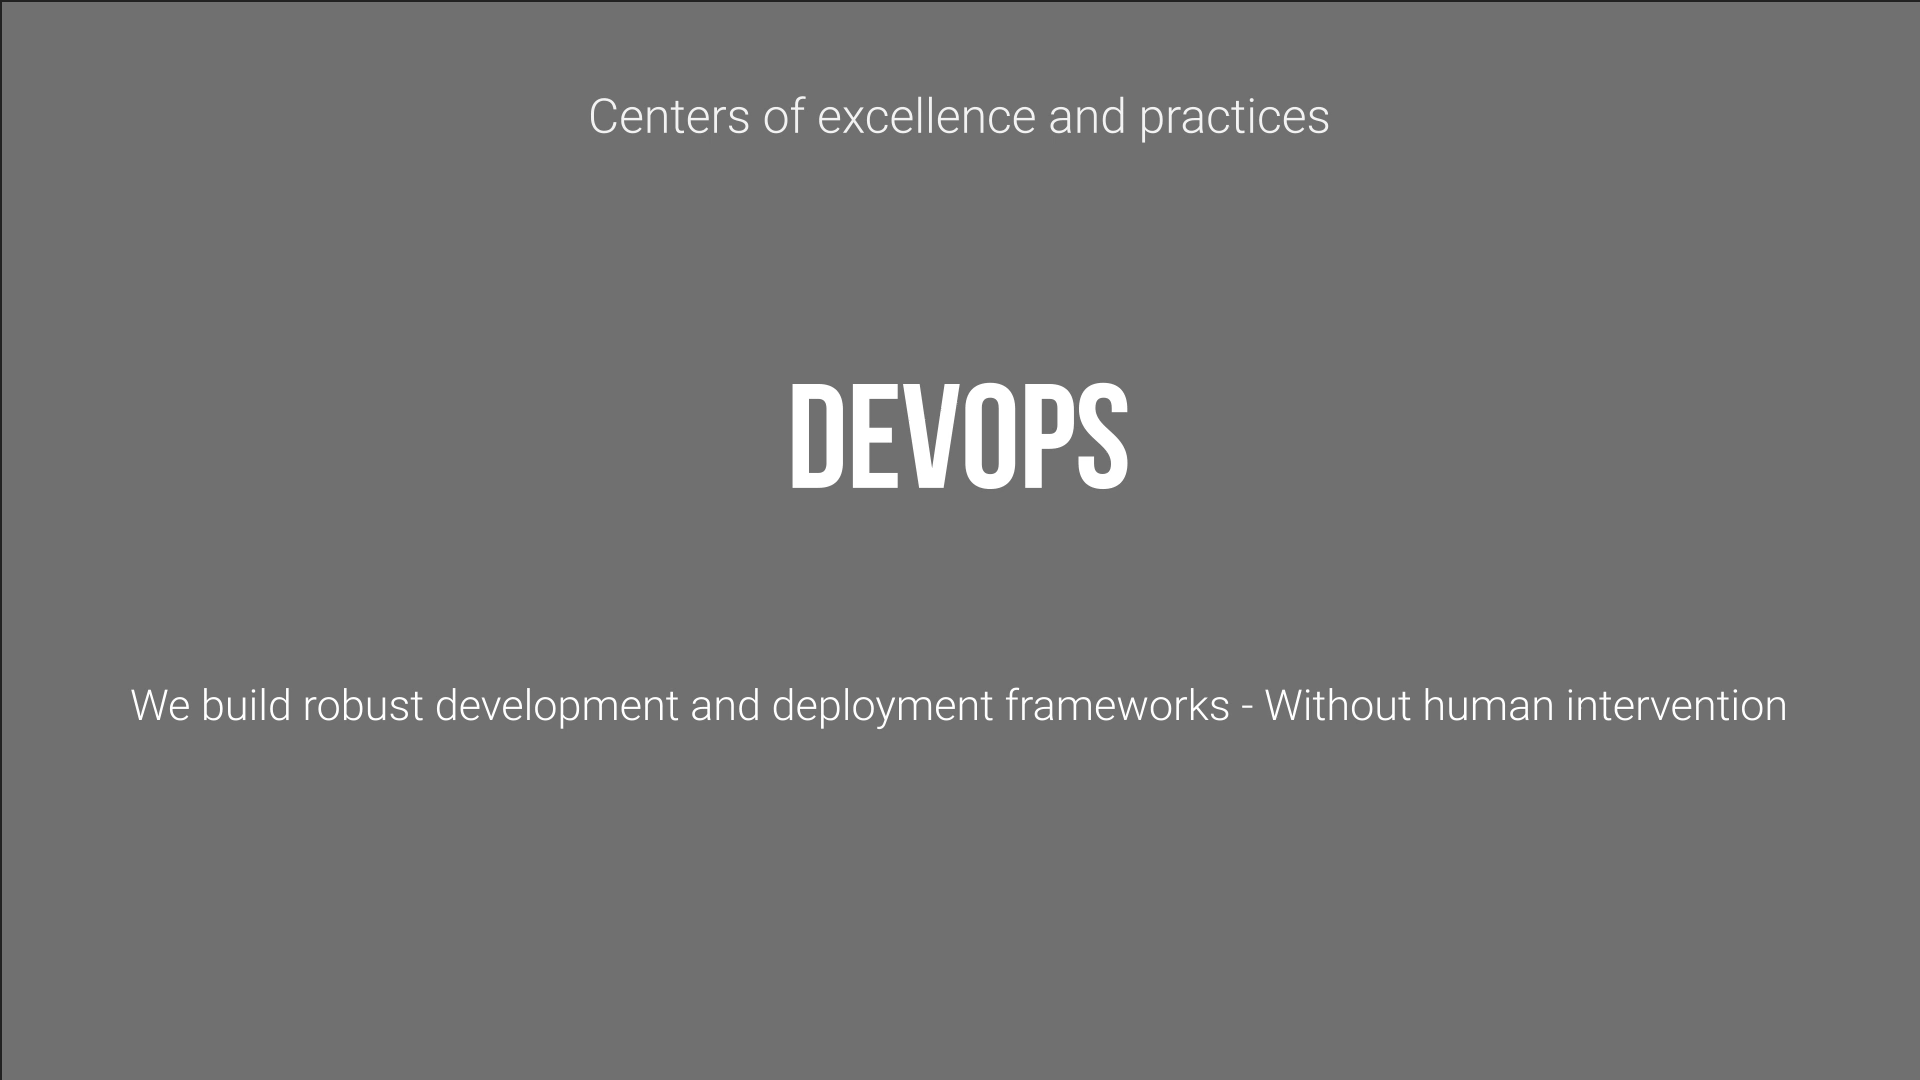 Centers of excellence and practices
DEVOPS
We build robust development and deployment frameworks - Without human intervention